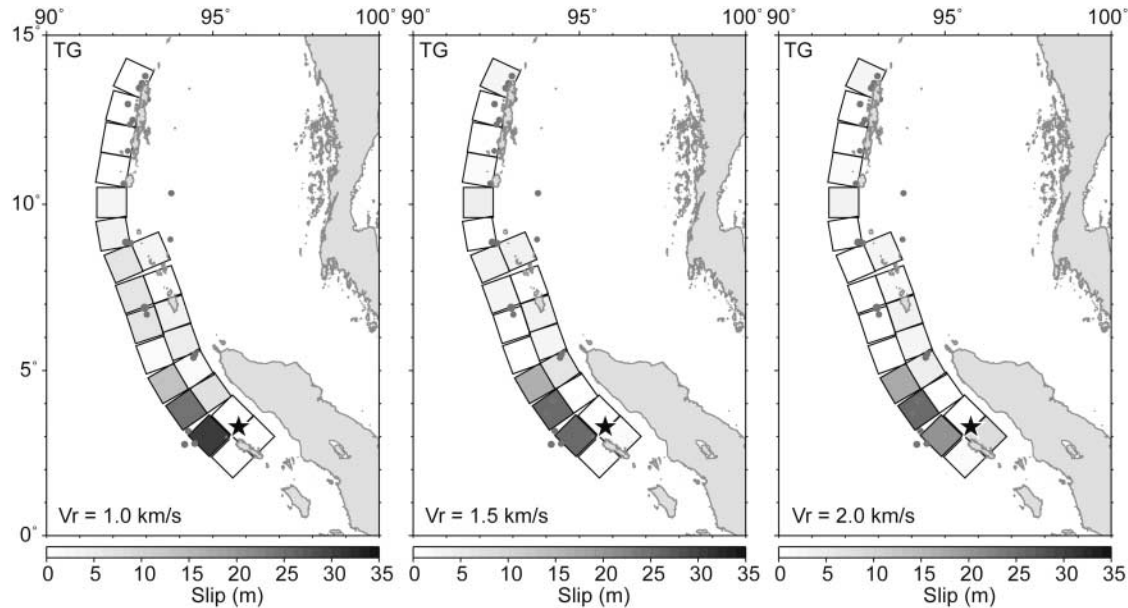 90° 95° 100° 90° 95° 100° 90° 95° 100°
15° TG TG TG
10°
5°
Vr = 1.0 km/s Vr = 1.5 km/s Vr = 2.0 km/s
0°
0 5 10 15 20 25 30 35 0 5 10 15 20 25 30 35 0 5 10 15 20 25 30 35
Slip (m) Slip (m) Slip (m)